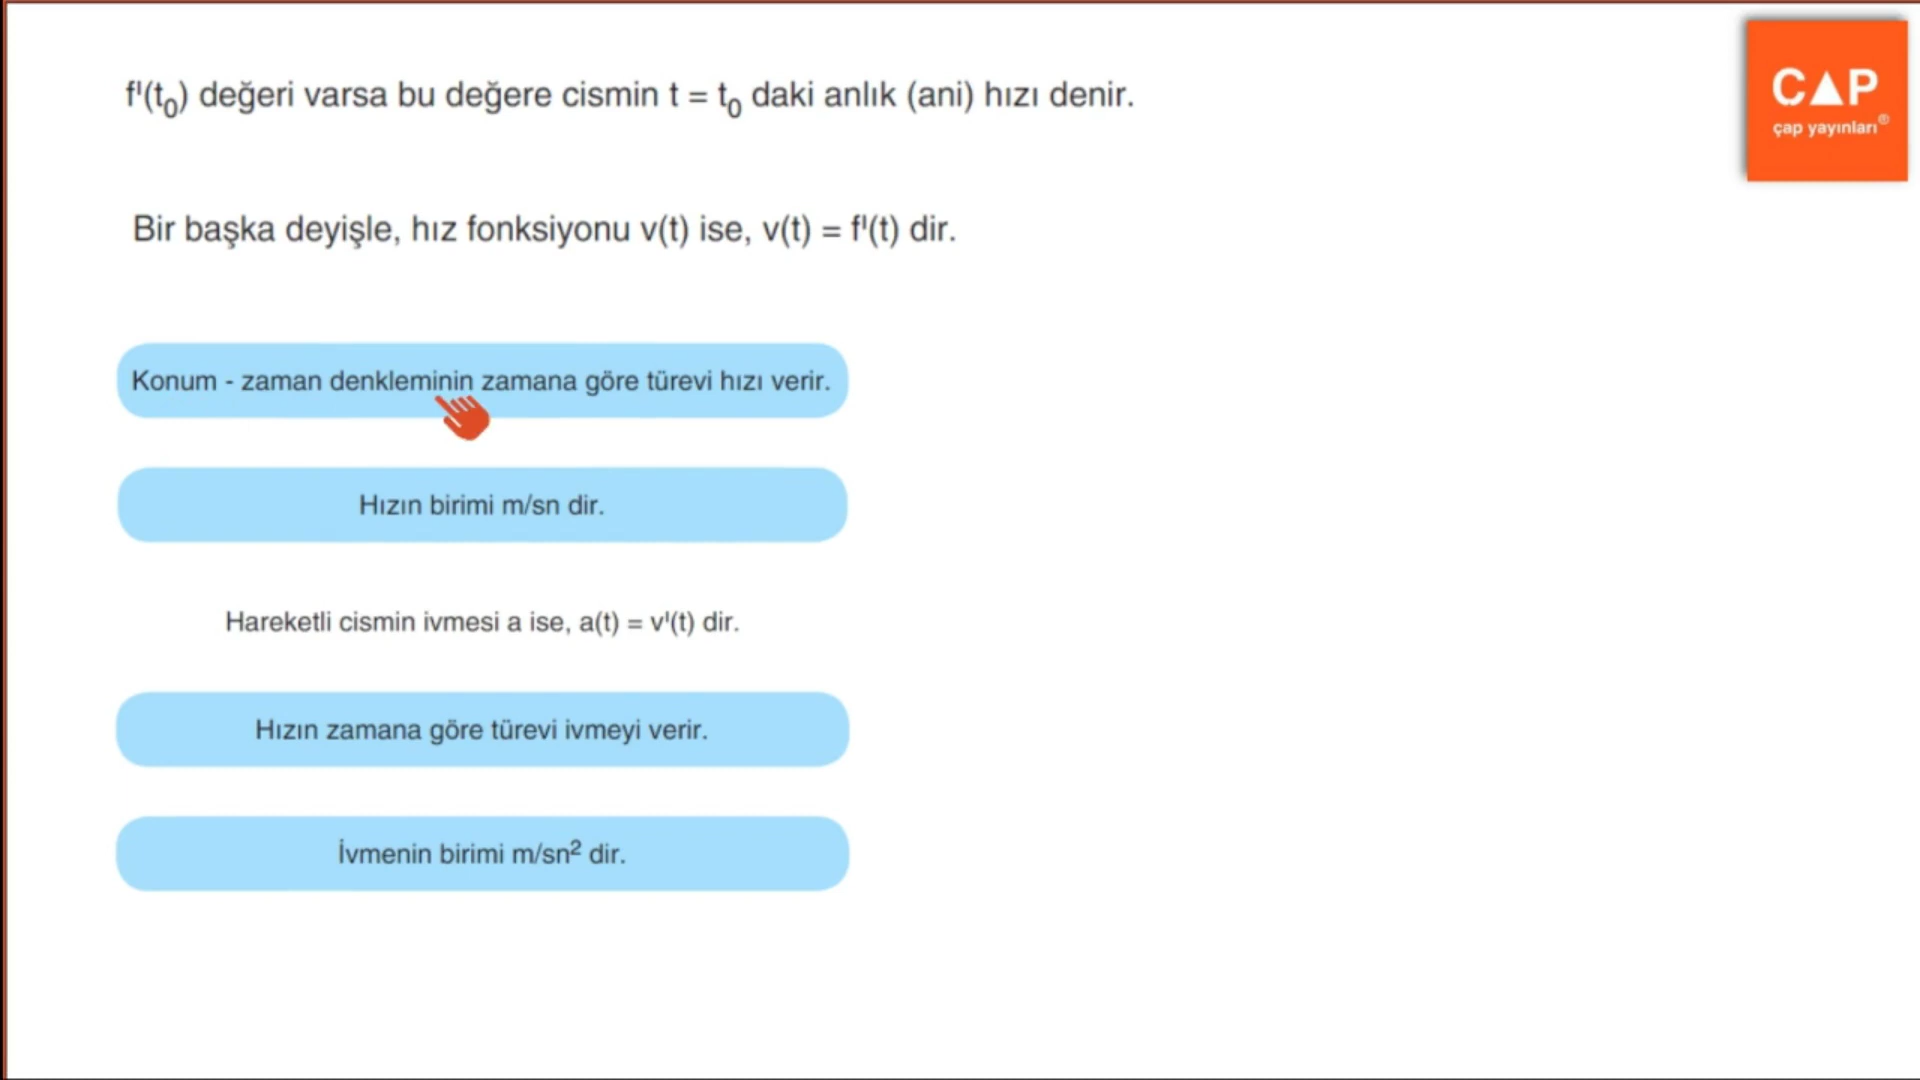 f'(t₀) değeri varsa bu değere cismin t = t₀ daki anlık (ani) hızı denir.
CAP
çap yayınları®
Bir başka deyişle, hız fonksiyonu v(t) ise, v(t) = f'(t) dir.
Konum - zaman denkleminin zamana göre türevi hızı verir.
Hızın birimi m/sn dir.
Hareketli cismin ivmesi a ise, a(t) = v'(t) dir.
Hızın zamana göre türevi ivmeyi verir.
İvmenin birimi m/sn² dir.